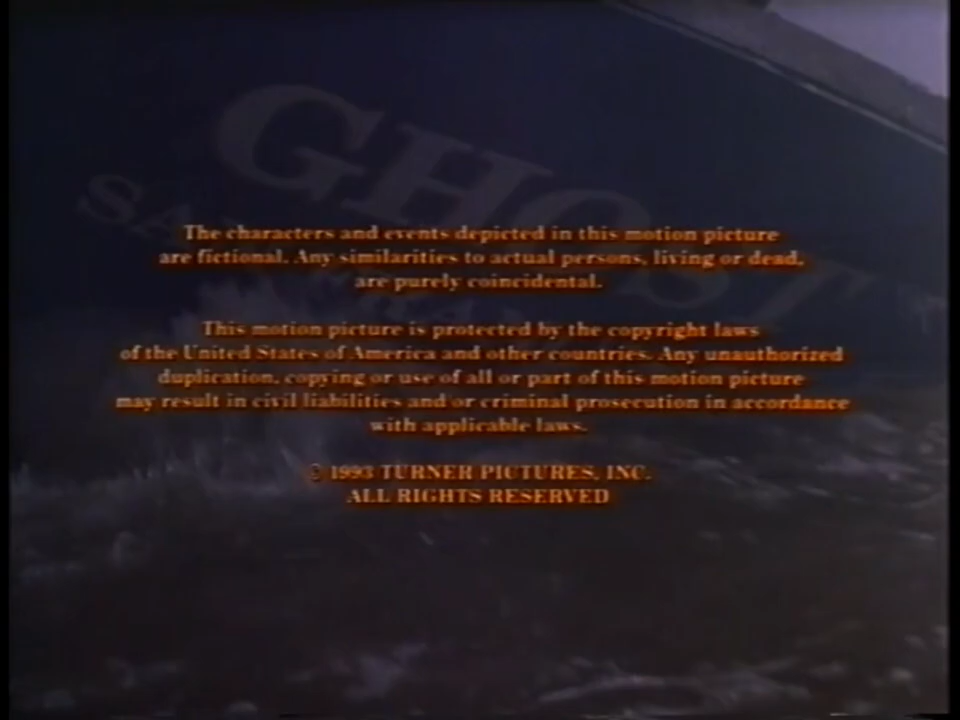 GHOST
The characters and events depicted in this motion picture
are fictional. Any similarities to actual persons, living or dead,
are purely coincidental.
This motion picture is protected by the copyright laws
of the United States of America and other countries. Any unauthorized
duplication, copying or use of all or part of this motion picture
may result in civil liabilities and/or criminal prosecution in accordance
with applicable laws.
© 1993 TURNER PICTURES, INC.
ALL RIGHTS RESERVED